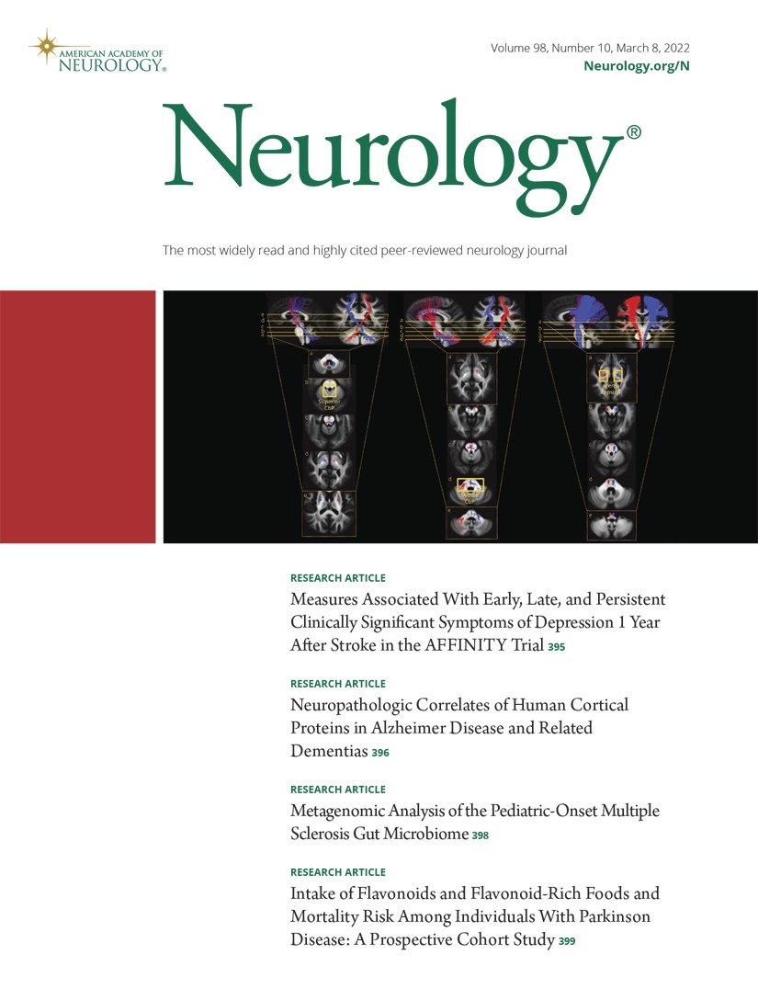 AMERICAN ACADEMY OF
NEUROLOGY®
Volume 98, Number 10, March 8, 2022
Neurology.org/N
Neurology®
The most widely read and highly cited peer-reviewed neurology journal
Superior
CbP
Middle
CbP
Internal
Capsule
RESEARCH ARTICLE
Measures Associated With Early, Late, and Persistent
Clinically Significant Symptoms of Depression 1 Year
After Stroke in the AFFINITY Trial 395
RESEARCH ARTICLE
Neuropathologic Correlates of Human Cortical
Proteins in Alzheimer Disease and Related
Dementias 396
RESEARCH ARTICLE
Metagenomic Analysis of the Pediatric-Onset Multiple
Sclerosis Gut Microbiome 398
RESEARCH ARTICLE
Intake of Flavonoids and Flavonoid-Rich Foods and
Mortality Risk Among Individuals With Parkinson
Disease: A Prospective Cohort Study 399